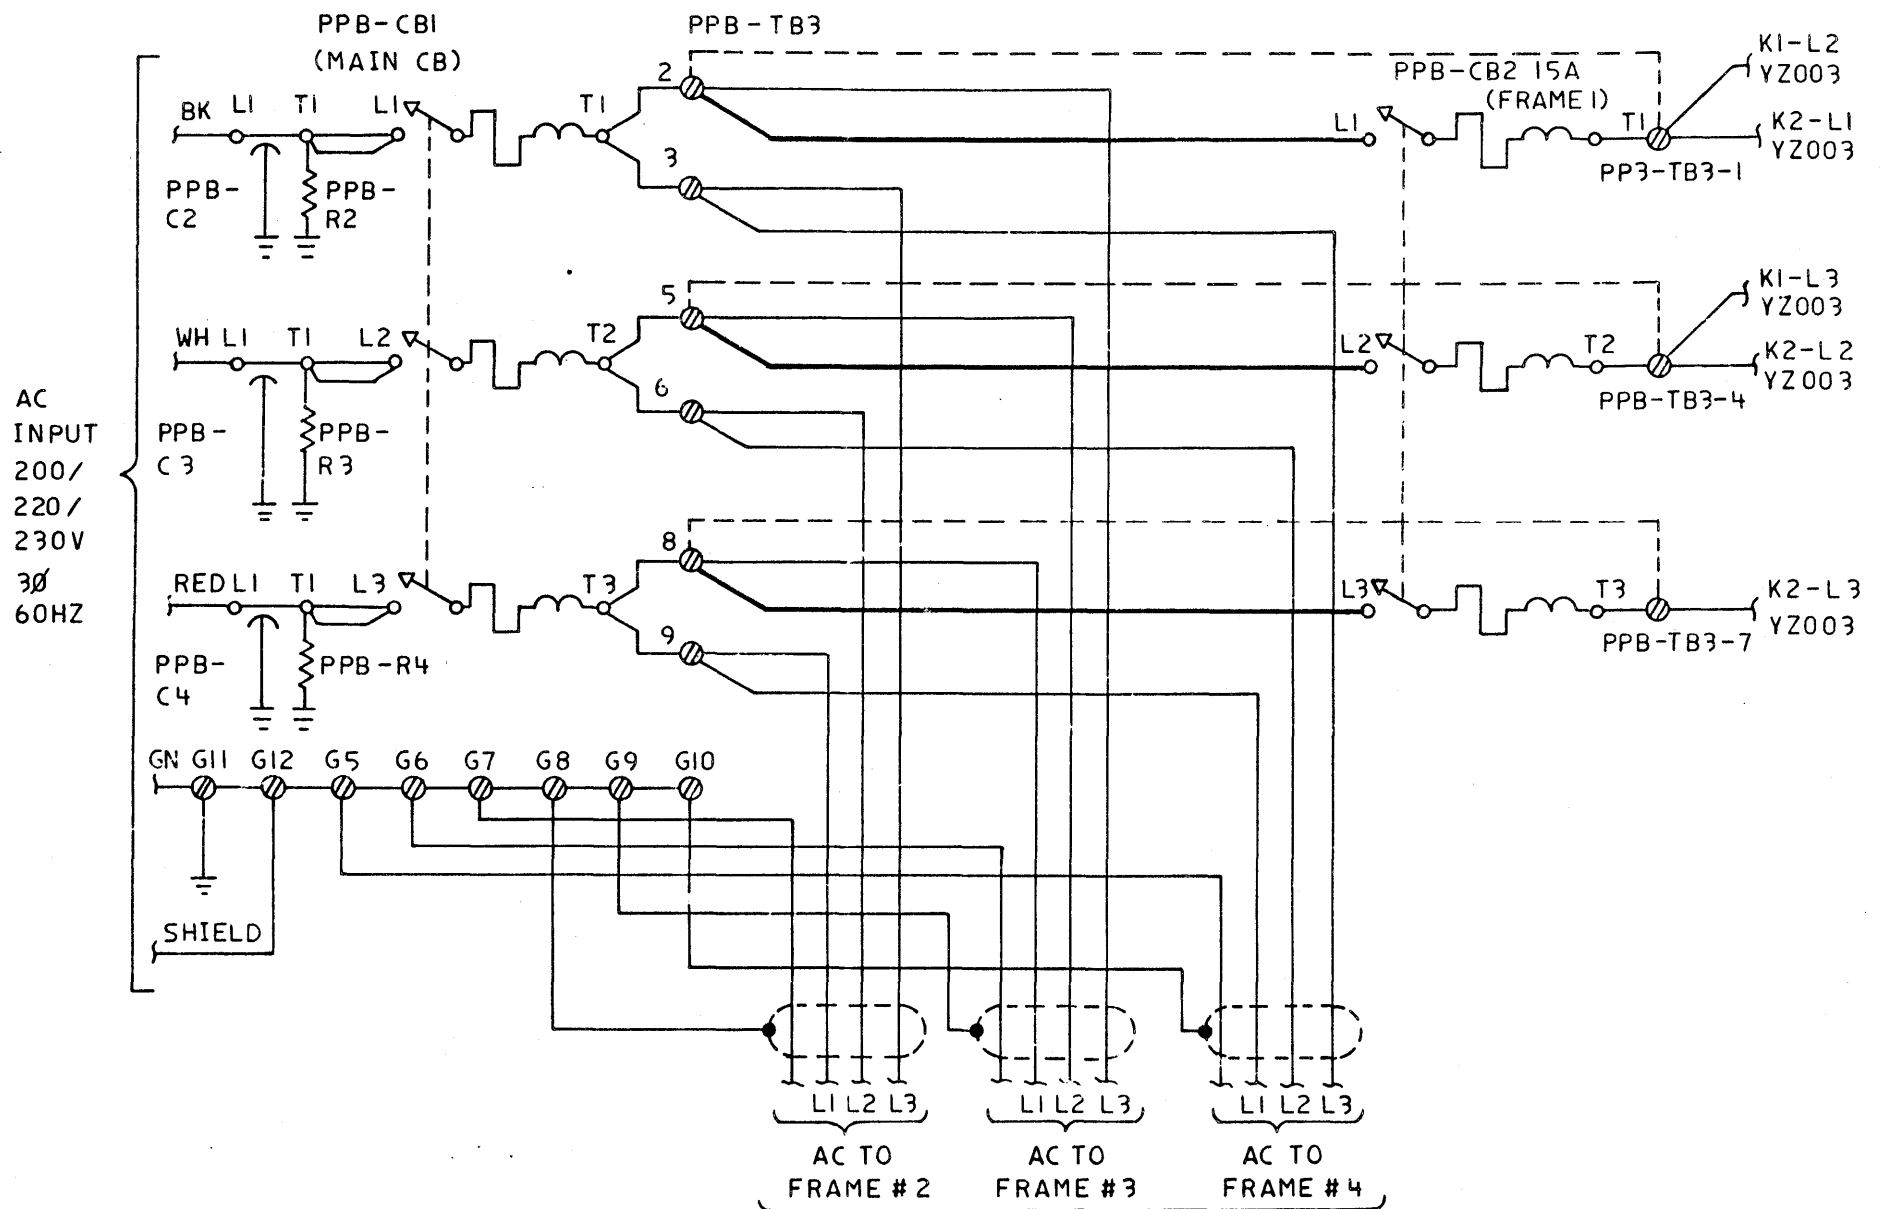 PPB-CB1
(MAIN CB)
PPB-TB3
K1-L2
YZ003
PPB-CB2 15A
(FRAME 1)
BK L1 T1 L1 T1 2
L1 T1
K2-L1
YZ003
PP3-TB3-1
3
PPB-
C2
PPB-
R2
K1-L3
YZ003
5
WH L1 T1 L2 T2
L2 T2
K2-L2
YZ003
PPB-TB3-4
6
PPB-
C3
PPB-
R3
AC
INPUT
200/
220/
230V
3Ø
60HZ
8
RED L1 T1 L3 T3
L3 T3
K2-L3
YZ003
PPB-TB3-7
9
PPB-
C4
PPB-R4
GN G11 G12 G5 G6 G7 G8 G9 G10
SHIELD
L1 L2 L3
L1 L2 L3
L1 L2 L3
AC TO
FRAME #2
AC TO
FRAME #3
AC TO
FRAME #4